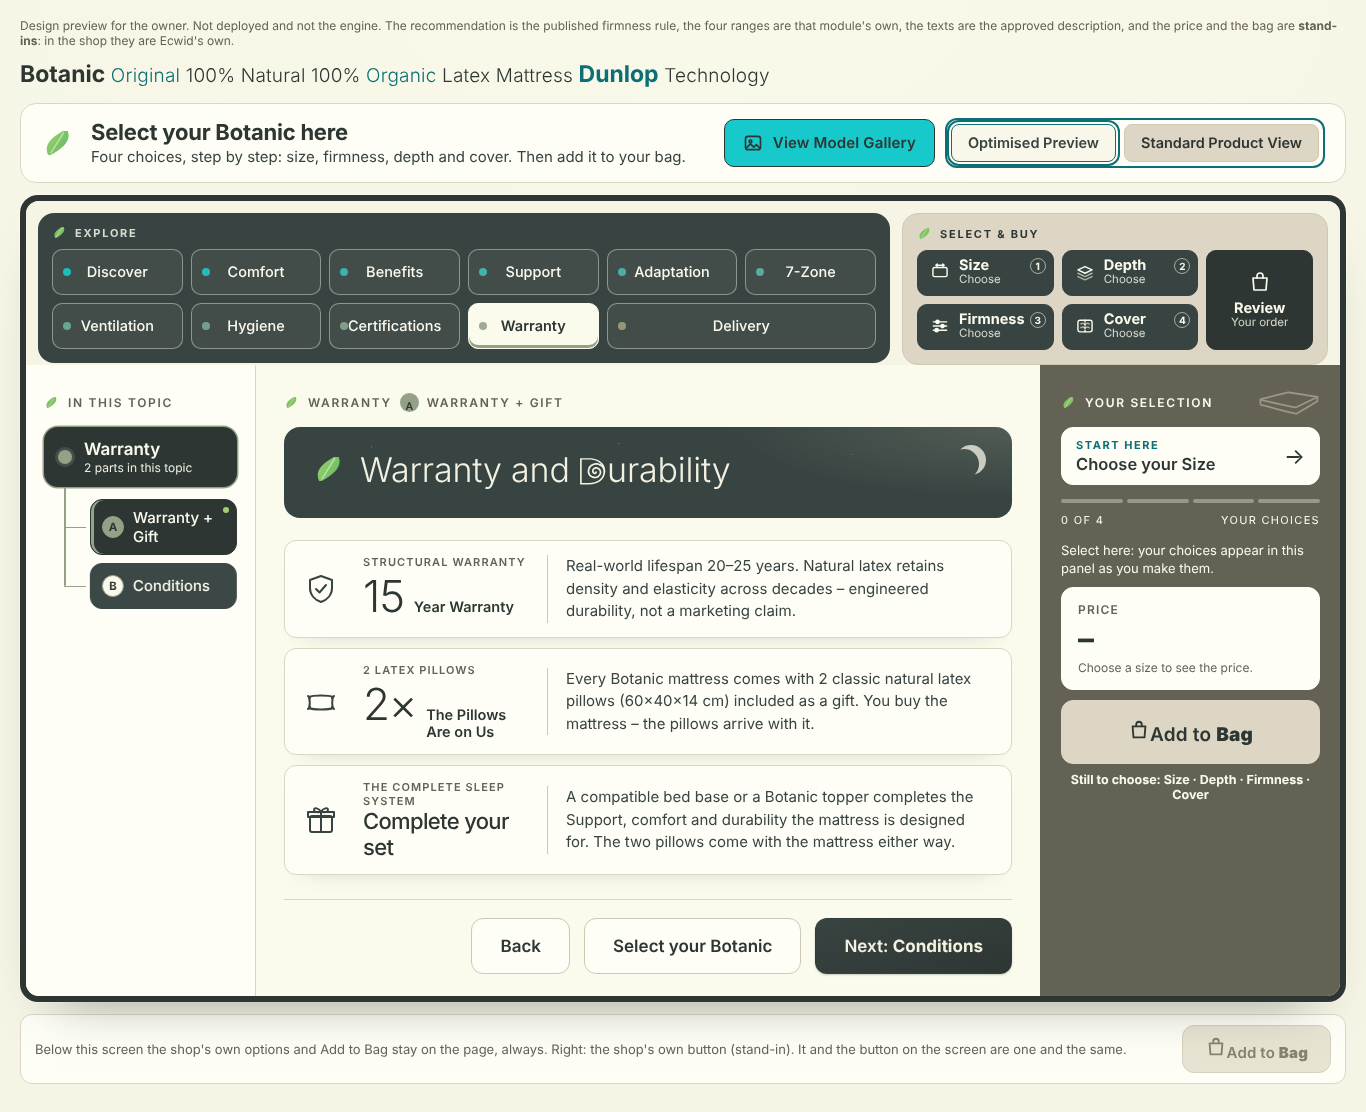 Design preview for the owner. Not deployed and not the engine. The recommendation is the published firmness rule, the four ranges are that module's own, the texts are the approved description, and the price and the bag are stand-
ins: in the shop they are Ecwid's own.
Botanic Original 100% Natural 100% Organic Latex Mattress Dunlop Technology
Select your Botanic here
Four choices, step by step: size, firmness, depth and cover. Then add it to your bag.
View Model Gallery
Optimised Preview
Standard Product View
EXPLORE
Discover
Comfort
Benefits
Support
Adaptation
7-Zone
Ventilation
Hygiene
Certifications
Warranty
Delivery
SELECT & BUY
Size
Choose
1
Depth
Choose
2
Firmness
Choose
3
Cover
Choose
4
Review
Your order
IN THIS TOPIC
Warranty
2 parts in this topic
A
Warranty +
Gift
B
Conditions
WARRANTY A WARRANTY + GIFT
Warranty and Durability
STRUCTURAL WARRANTY
15 Year Warranty
Real-world lifespan 20–25 years. Natural latex retains
density and elasticity across decades – engineered
durability, not a marketing claim.
2 LATEX PILLOWS
2× The Pillows
Are on Us
Every Botanic mattress comes with 2 classic natural latex
pillows (60×40×14 cm) included as a gift. You buy the
mattress – the pillows arrive with it.
THE COMPLETE SLEEP
SYSTEM
Complete your
set
A compatible bed base or a Botanic topper completes the
Support, comfort and durability the mattress is designed
for. The two pillows come with the mattress either way.
Back
Select your Botanic
Next: Conditions
YOUR SELECTION
START HERE
Choose your Size
0 OF 4
YOUR CHOICES
Select here: your choices appear in this
panel as you make them.
PRICE
–
Choose a size to see the price.
Add to Bag
Still to choose: Size · Depth · Firmness ·
Cover
Below this screen the shop's own options and Add to Bag stay on the page, always. Right: the shop's own button (stand-in). It and the button on the screen are one and the same.
Add to Bag